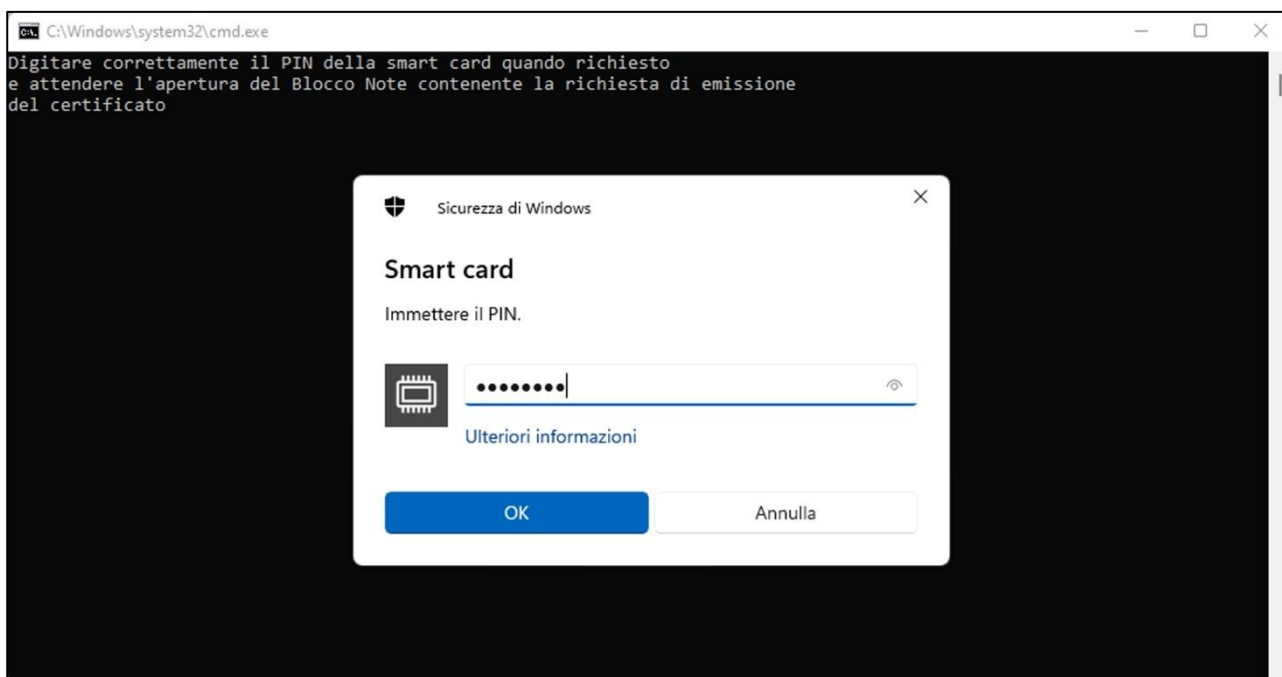 C:\Windows\system32\cmd.exe
Digitare correttamente il PIN della smart card quando richiesto
e attendere l'apertura del Blocco Note contenente la richiesta di emissione
del certificato
Sicurezza di Windows
Smart card
Immettere il PIN.
••••••••
Ulteriori informazioni
OK
Annulla